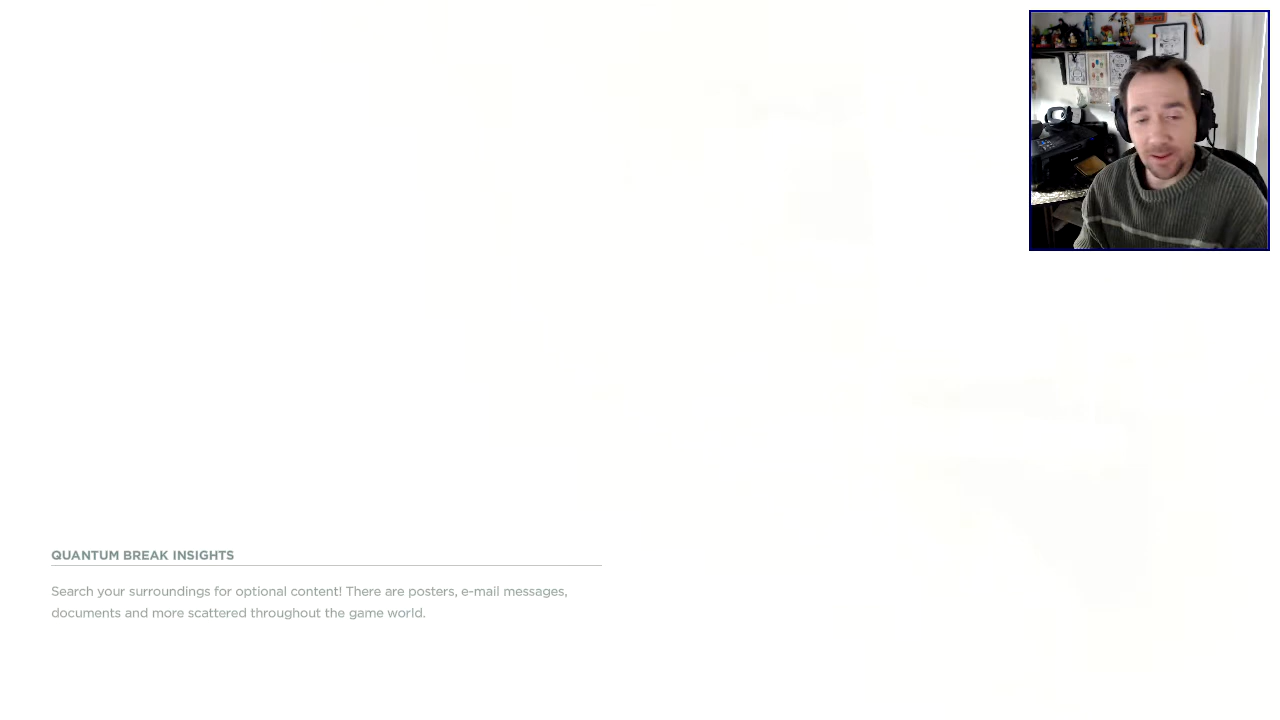 QUANTUM BREAK INSIGHTS
Search your surroundings for optional content! There are posters, e-mail messages,
documents and more scattered throughout the game world.